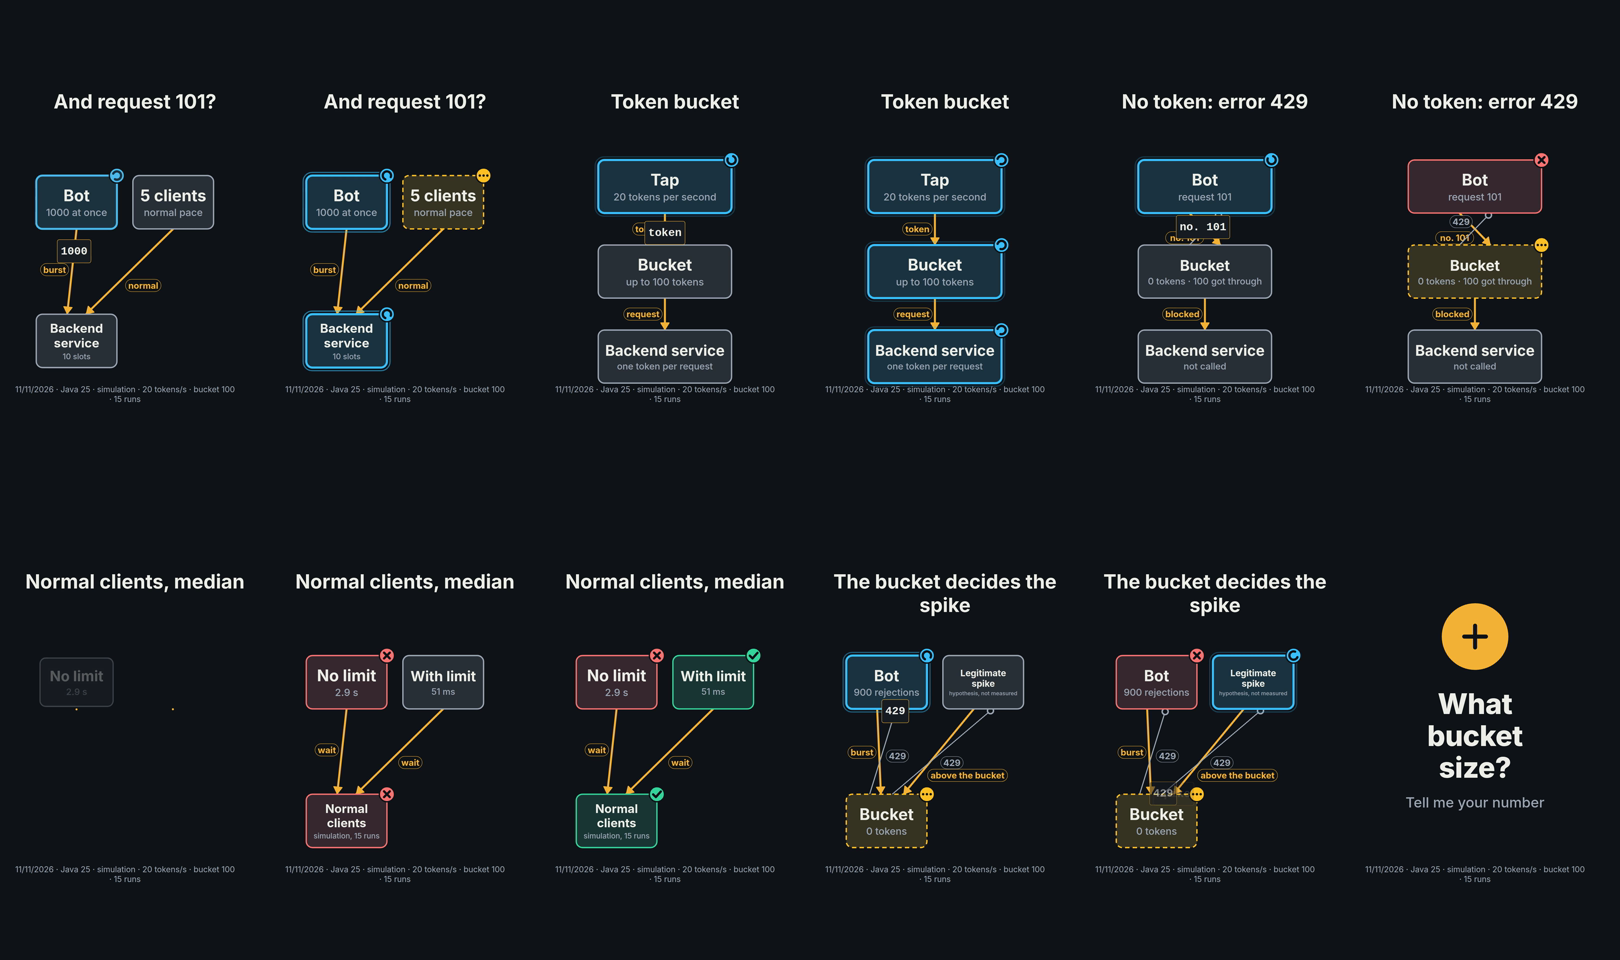 And request 101?
Bot
1000 at once
5 clients
normal pace
1000
burst
normal
Backend
service
10 slots
11/11/2026 · Java 25 · simulation · 20 tokens/s · bucket 100
· 15 runs
And request 101?
Bot
1000 at once
5 clients
normal pace
burst
normal
Backend
service
10 slots
11/11/2026 · Java 25 · simulation · 20 tokens/s · bucket 100
· 15 runs
Token bucket
Tap
20 tokens per second
token
Bucket
up to 100 tokens
request
Backend service
one token per request
11/11/2026 · Java 25 · simulation · 20 tokens/s · bucket 100
· 15 runs
Token bucket
Tap
20 tokens per second
token
Bucket
up to 100 tokens
request
Backend service
one token per request
11/11/2026 · Java 25 · simulation · 20 tokens/s · bucket 100
· 15 runs
No token: error 429
Bot
request 101
no. 101
Bucket
0 tokens · 100 got through
blocked
Backend service
not called
11/11/2026 · Java 25 · simulation · 20 tokens/s · bucket 100
· 15 runs
No token: error 429
Bot
request 101
429
no. 101
Bucket
0 tokens · 100 got through
blocked
Backend service
not called
11/11/2026 · Java 25 · simulation · 20 tokens/s · bucket 100
· 15 runs
Normal clients, median
No limit
2.9 s
11/11/2026 · Java 25 · simulation · 20 tokens/s · bucket 100
· 15 runs
Normal clients, median
No limit
2.9 s
With limit
51 ms
wait
wait
Normal
clients
simulation, 15 runs
11/11/2026 · Java 25 · simulation · 20 tokens/s · bucket 100
· 15 runs
Normal clients, median
No limit
2.9 s
With limit
51 ms
wait
wait
Normal
clients
simulation, 15 runs
11/11/2026 · Java 25 · simulation · 20 tokens/s · bucket 100
· 15 runs
The bucket decides the
spike
Bot
900 rejections
Legitimate
spike
hypothesis, not measured
429
burst
429
429
above the bucket
Bucket
0 tokens
11/11/2026 · Java 25 · simulation · 20 tokens/s · bucket 100
· 15 runs
The bucket decides the
spike
Bot
900 rejections
Legitimate
spike
hypothesis, not measured
burst
429
429
above the bucket
429
Bucket
0 tokens
11/11/2026 · Java 25 · simulation · 20 tokens/s · bucket 100
· 15 runs
What
bucket
size?
Tell me your number
11/11/2026 · Java 25 · simulation · 20 tokens/s · bucket 100
· 15 runs